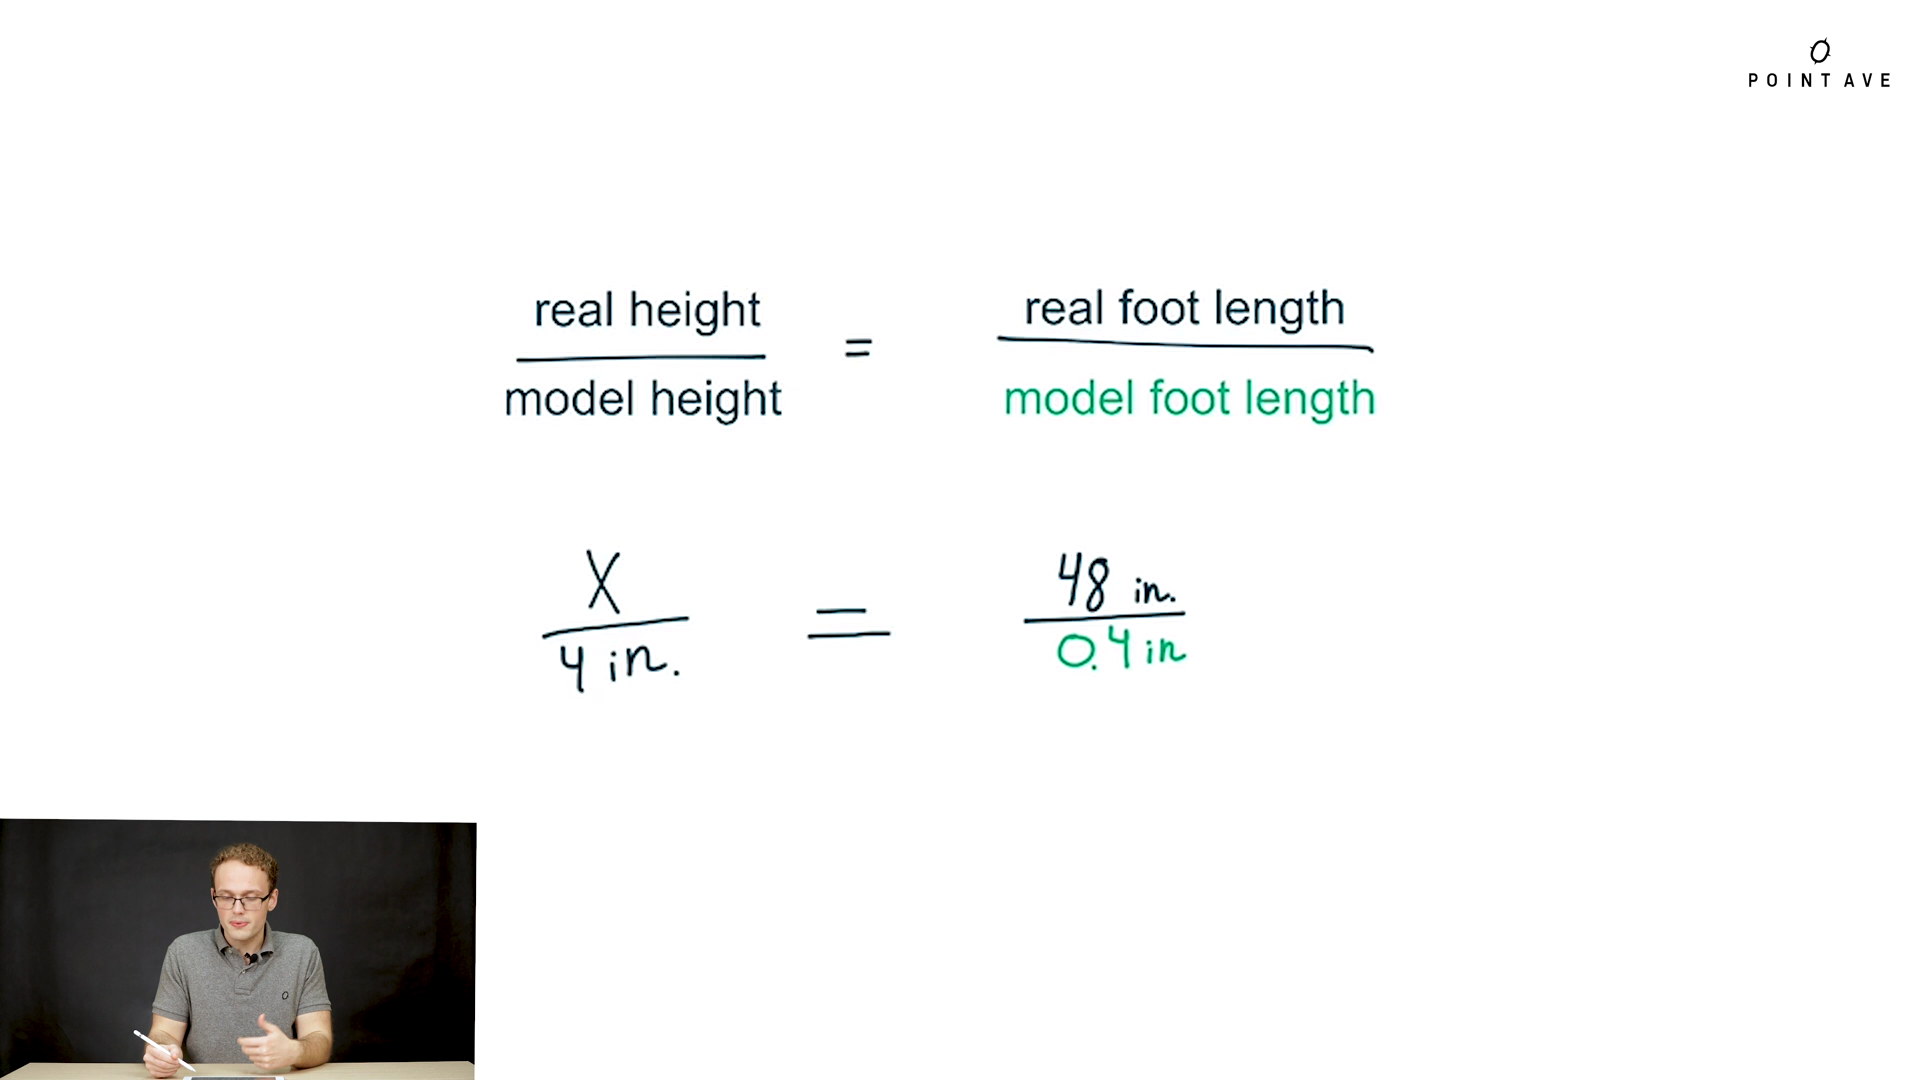 POINT AVE
real height
model height
=
real foot length
model foot length
X
4 in.
=
48 in.
0.4 in